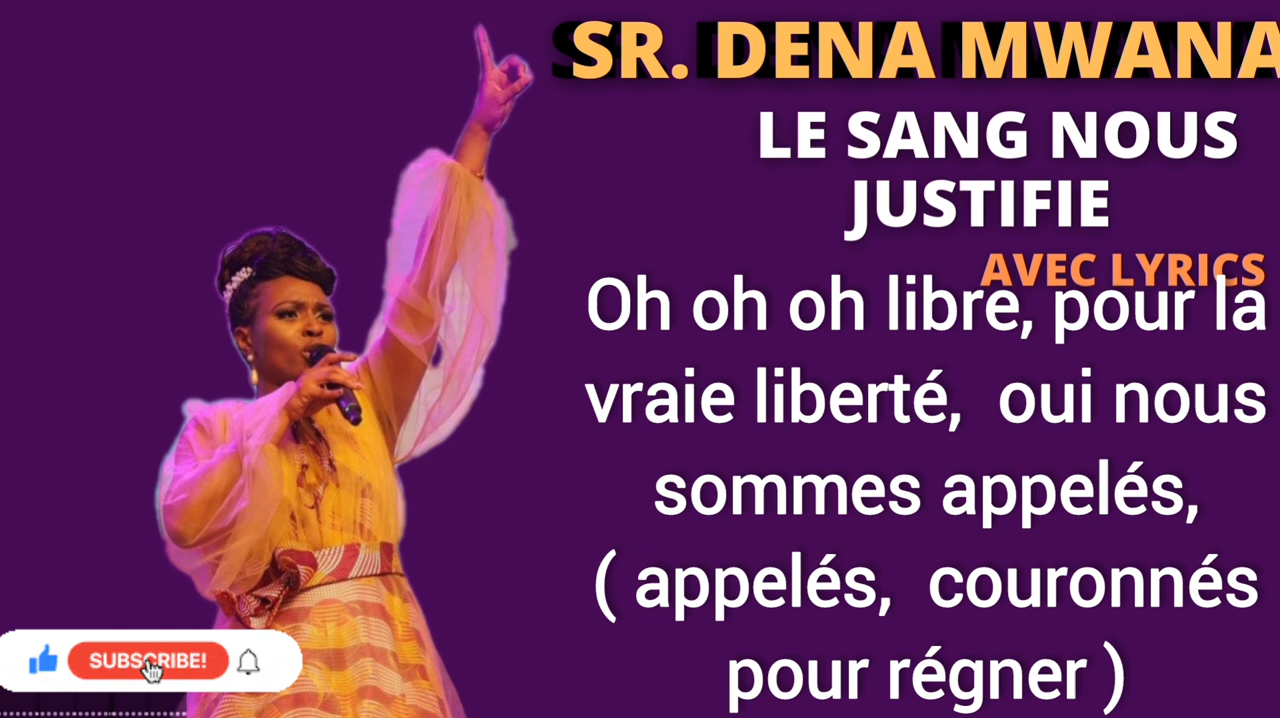 SR. DENA MWANA
LE SANG NOUS
JUSTIFIE
AVEC LYRICS
Oh oh oh libre, pour la
vraie liberté, oui nous
sommes appelés,
( appelés, couronnés
pour régner )
SUBSCRIBE!